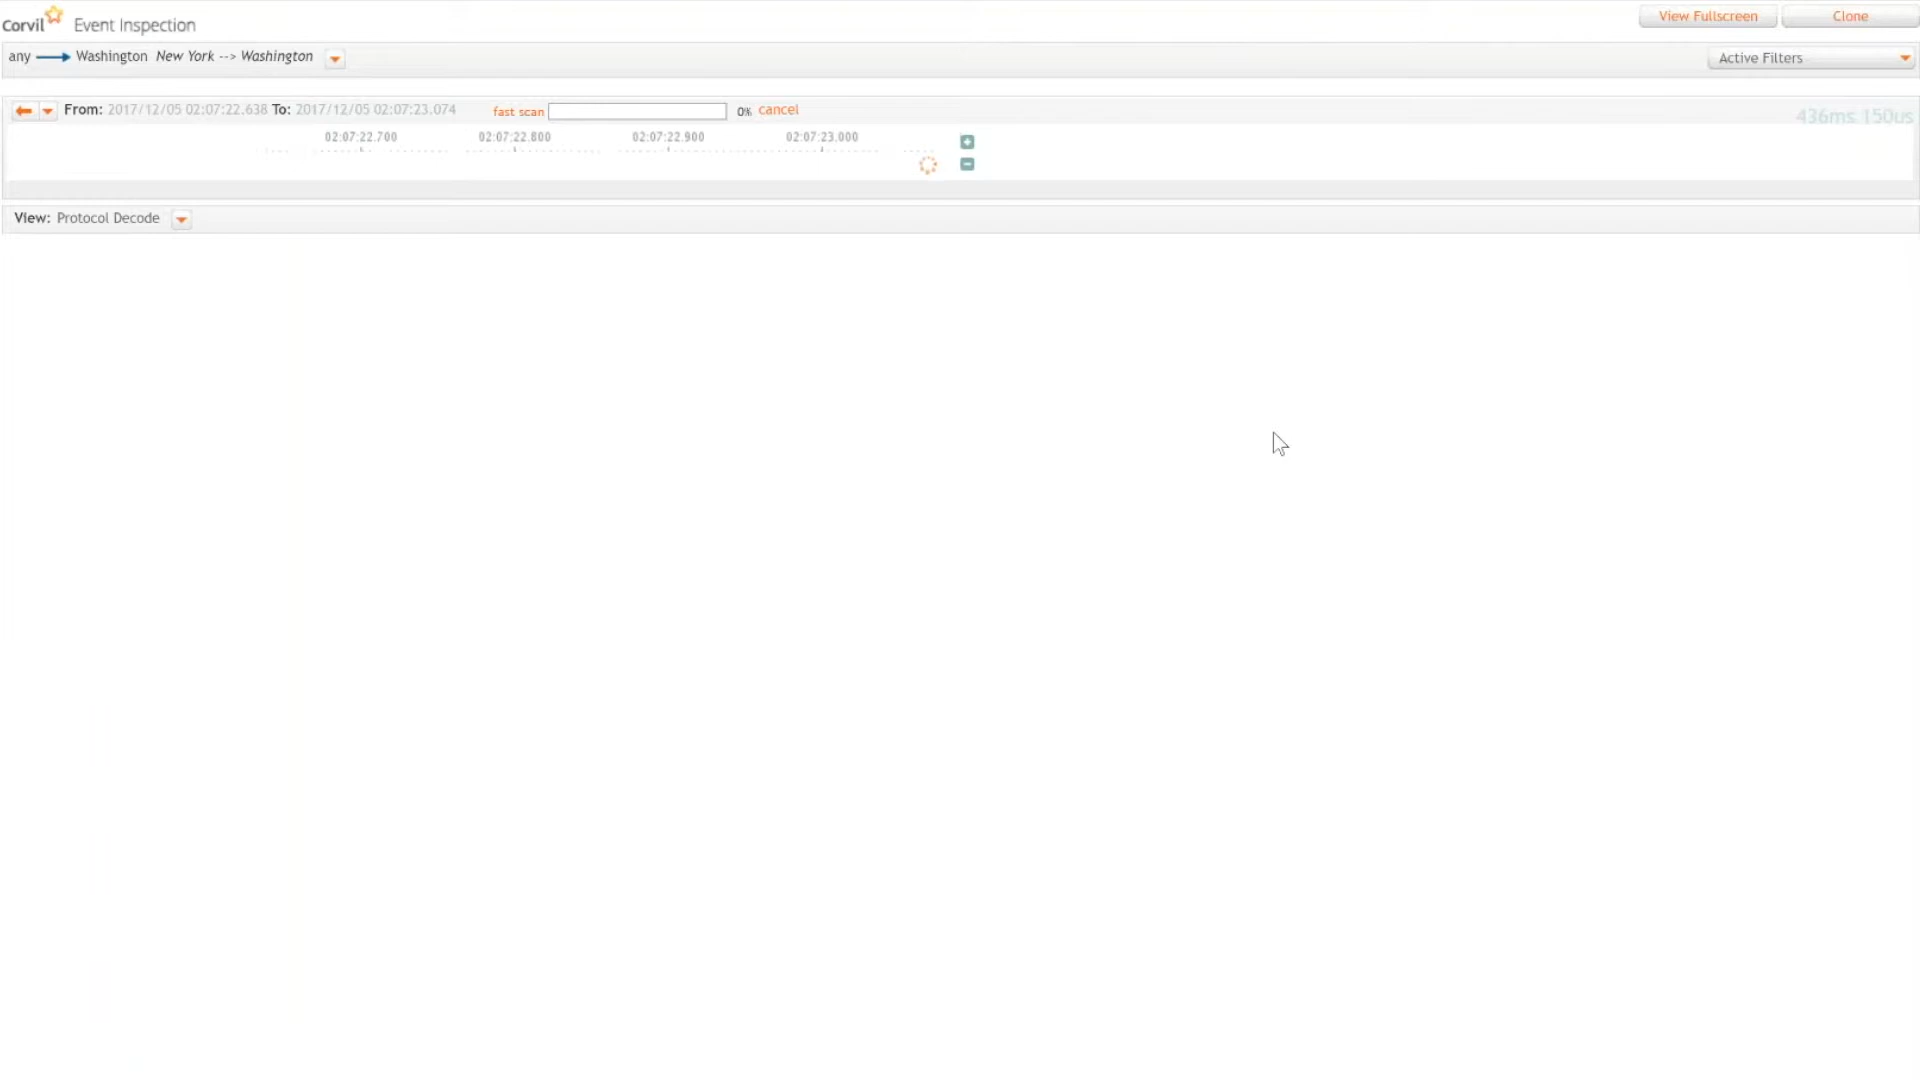 corvil Event Inspection
View Fullscreen Clone
any Washington New York --> Washington
Active Filters
From: 2017/12/05 02:07:22.638 To: 2017/12/05 02:07:23.074 fast scan 0% cancel
436ms 150us
02:07:22.700 02:07:22.800 02:07:22.900 02:07:23.000
View: Protocol Decode